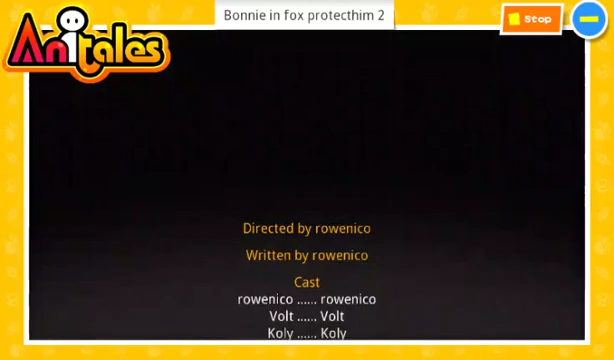 Bonnie in fox protecthim 2
Stop
Anitales
Directed by rowenico
Written by rowenico
Cast
rowenico ...... rowenico
Volt ...... Volt
Koly ...... Koly